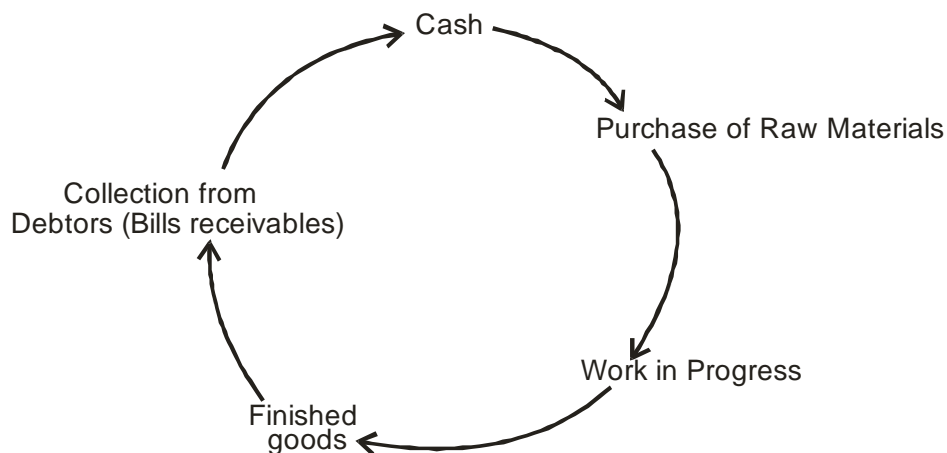 Cash
Purchase of Raw Materials
Collection from
Debtors (Bills receivables)
Work in Progress
Finished
goods